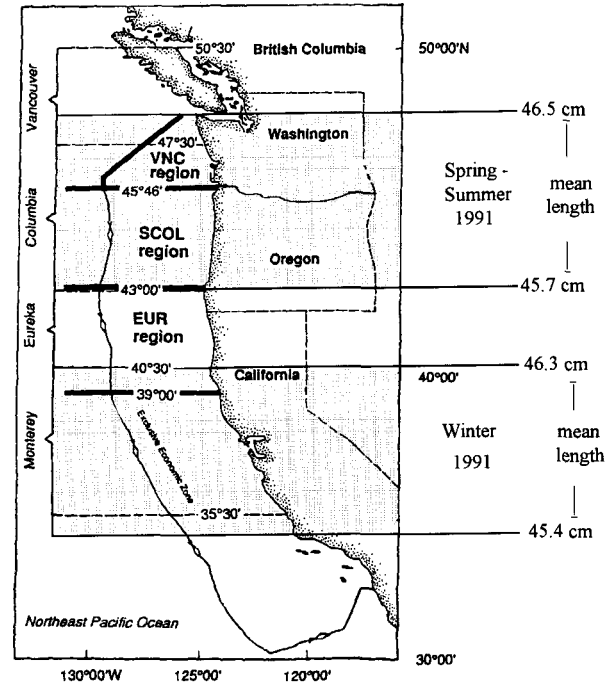 50°30'
British Columbia
50°00'N
Vancouver
46.5 cm
Washington
47°30'
VNC
region
45°46'
Spring -
Summer
1991
mean
length
Columbia
SCOL
region
Oregon
43°00'
45.7 cm
Eureka
EUR
region
40°30'
46.3 cm
California
40°00'
39°00'
Monterey
Exclusive Economic Zone
Winter
1991
mean
length
35°30'
45.4 cm
Northeast Pacific Ocean
30°00'
130°00'W
125°00'
120°00'